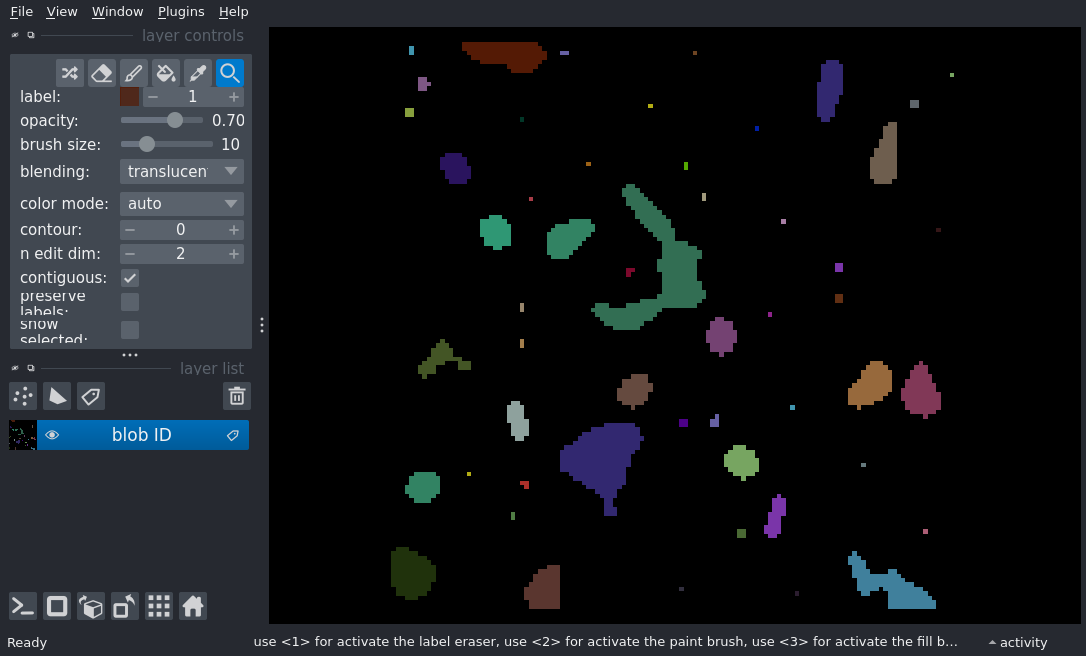 File View Window Plugins Help
layer controls
label: 1
opacity: 0.70
brush size: 10
blending: translucen
color mode: auto
contour: 0
n edit dim: 2
contiguous:
preserve
labels:
show
selected:
layer list
blob ID
Ready use <1> for activate the label eraser, use <2> for activate the paint brush, use <3> for activate the fill b... activity